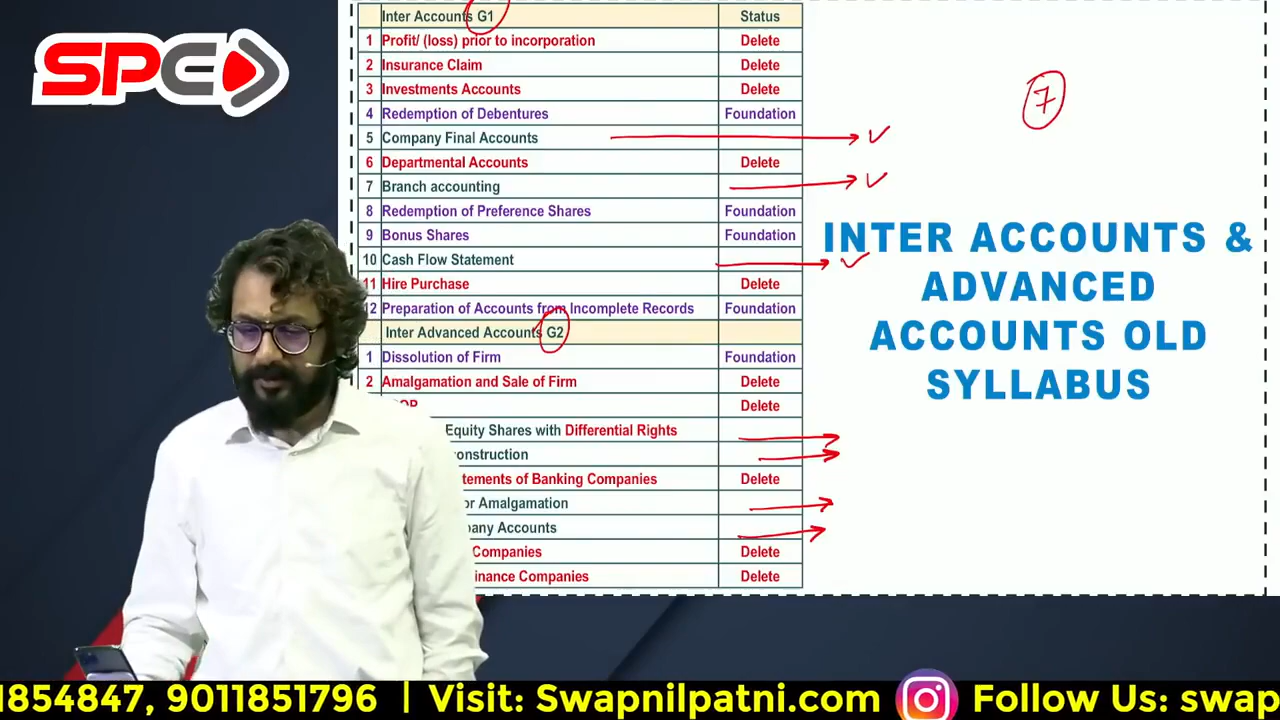 SPC
Inter Accounts G1 Status
1 Profit/ (loss) prior to incorporation Delete
2 Insurance Claim Delete
3 Investments Accounts Delete
4 Redemption of Debentures Foundation
5 Company Final Accounts
6 Departmental Accounts Delete
7 Branch accounting
8 Redemption of Preference Shares Foundation
9 Bonus Shares Foundation
10 Cash Flow Statement
11 Hire Purchase Delete
12 Preparation of Accounts from Incomplete Records Foundation
Inter Advanced Accounts G2
1 Dissolution of Firm Foundation
2 Amalgamation and Sale of Firm Delete
Delete
Equity Shares with Differential Rights
onstruction
tements of Banking Companies Delete
or Amalgamation
pany Accounts
Companies Delete
inance Companies Delete
7
INTER ACCOUNTS &
ADVANCED
ACCOUNTS OLD
SYLLABUS
1854847, 9011851796 | Visit: Swapnilpatni.com Follow Us: swap